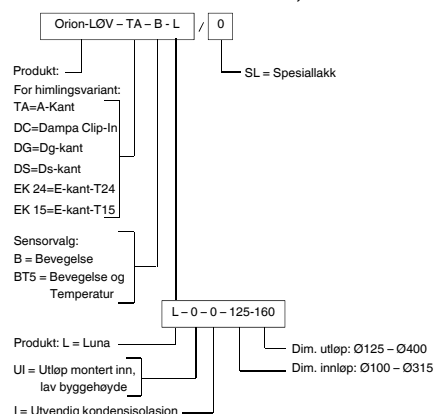 Orion-LØV – TA – B - L / 0
Produkt:
SL = Spesiallakk
For himlingsvariant:
TA=A-Kant
DC=Dampa Clip-In
DG=Dg-kant
DS=Ds-kant
EK 24=E-kant-T24
EK 15=E-kant-T15
Sensorvalg:
B = Bevegelse
BT5 = Bevegelse og
Temperatur
L – 0 – 0 – 125-160
Produkt: L = Luna
Dim. utløp: Ø125 – Ø400
UI = Utløp montert inn,
lav byggehøyde
Dim. innløp: Ø100 – Ø315
I = Utvendig kondensisolasjon